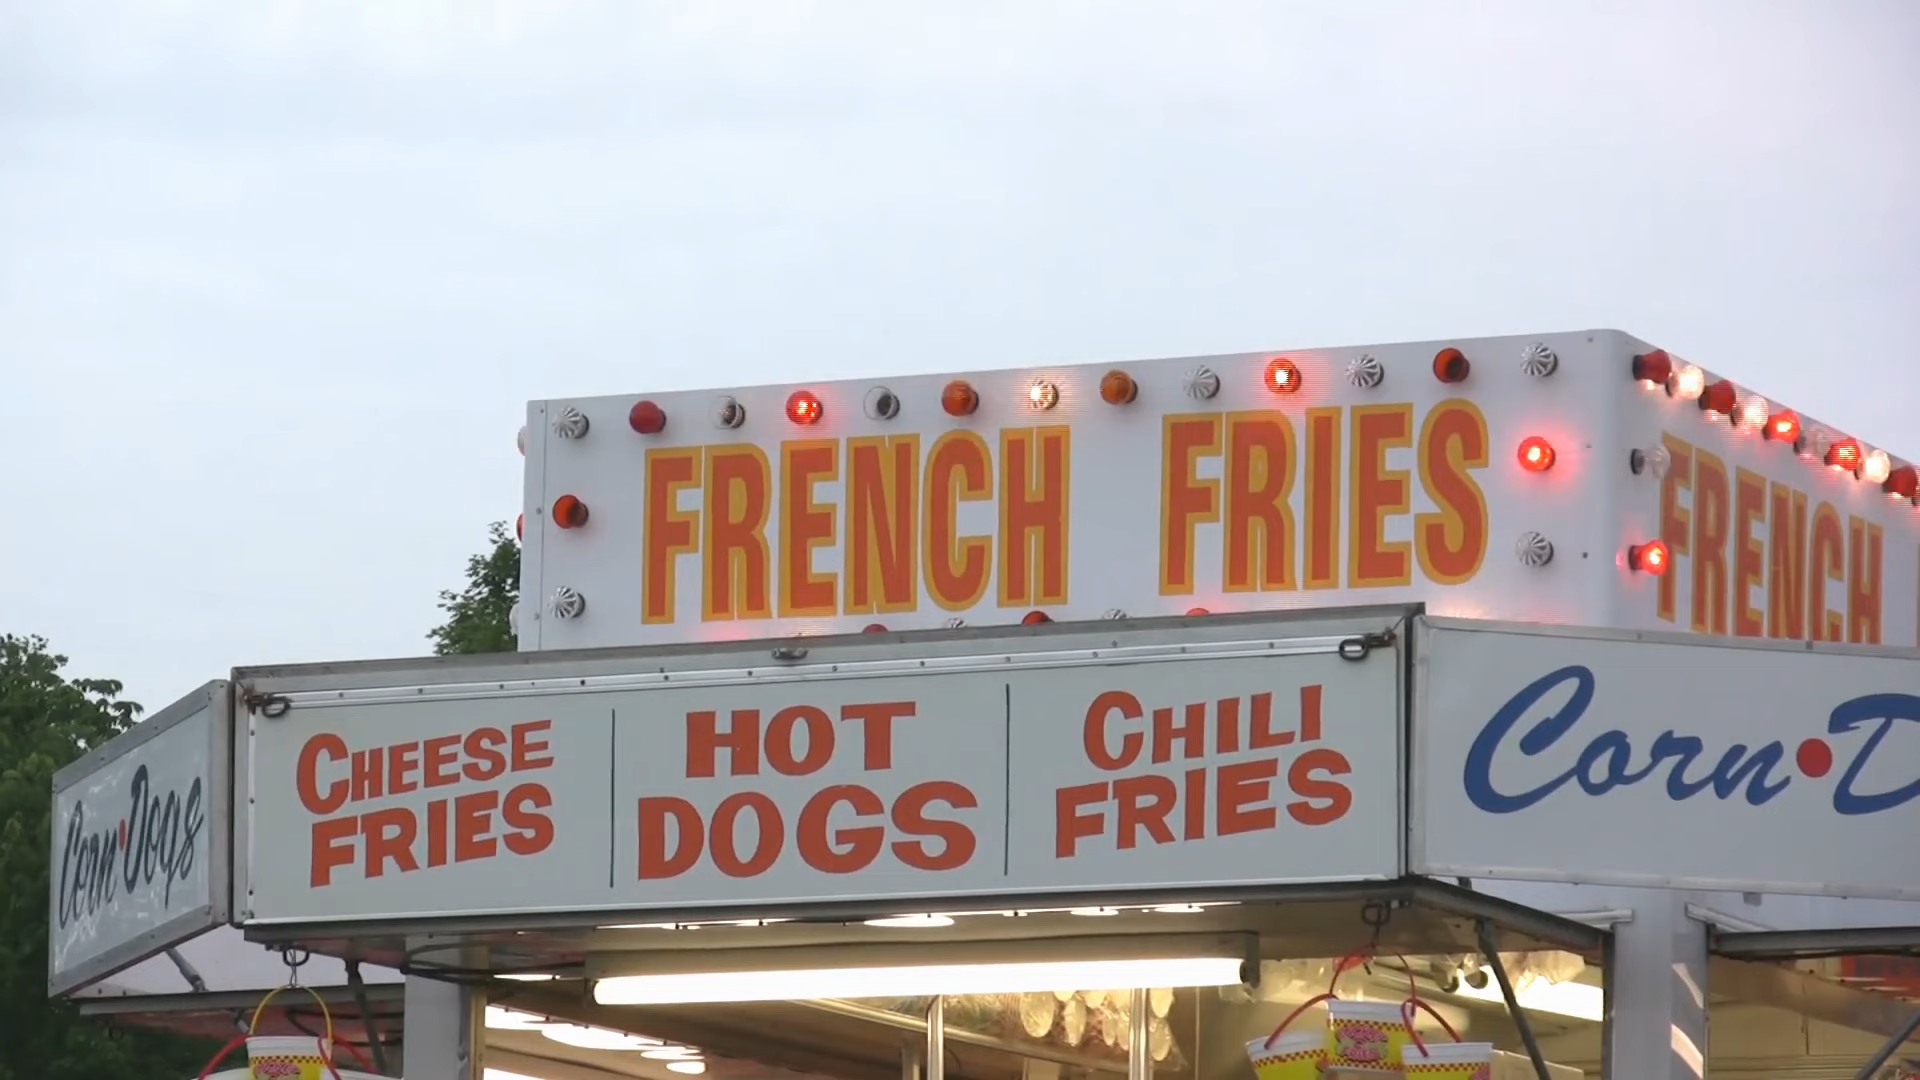 FRENCH FRIES
FRENCH
CHEESE
FRIES
HOT
DOGS
CHILI
FRIES
Corn•Dogs
Corn•D